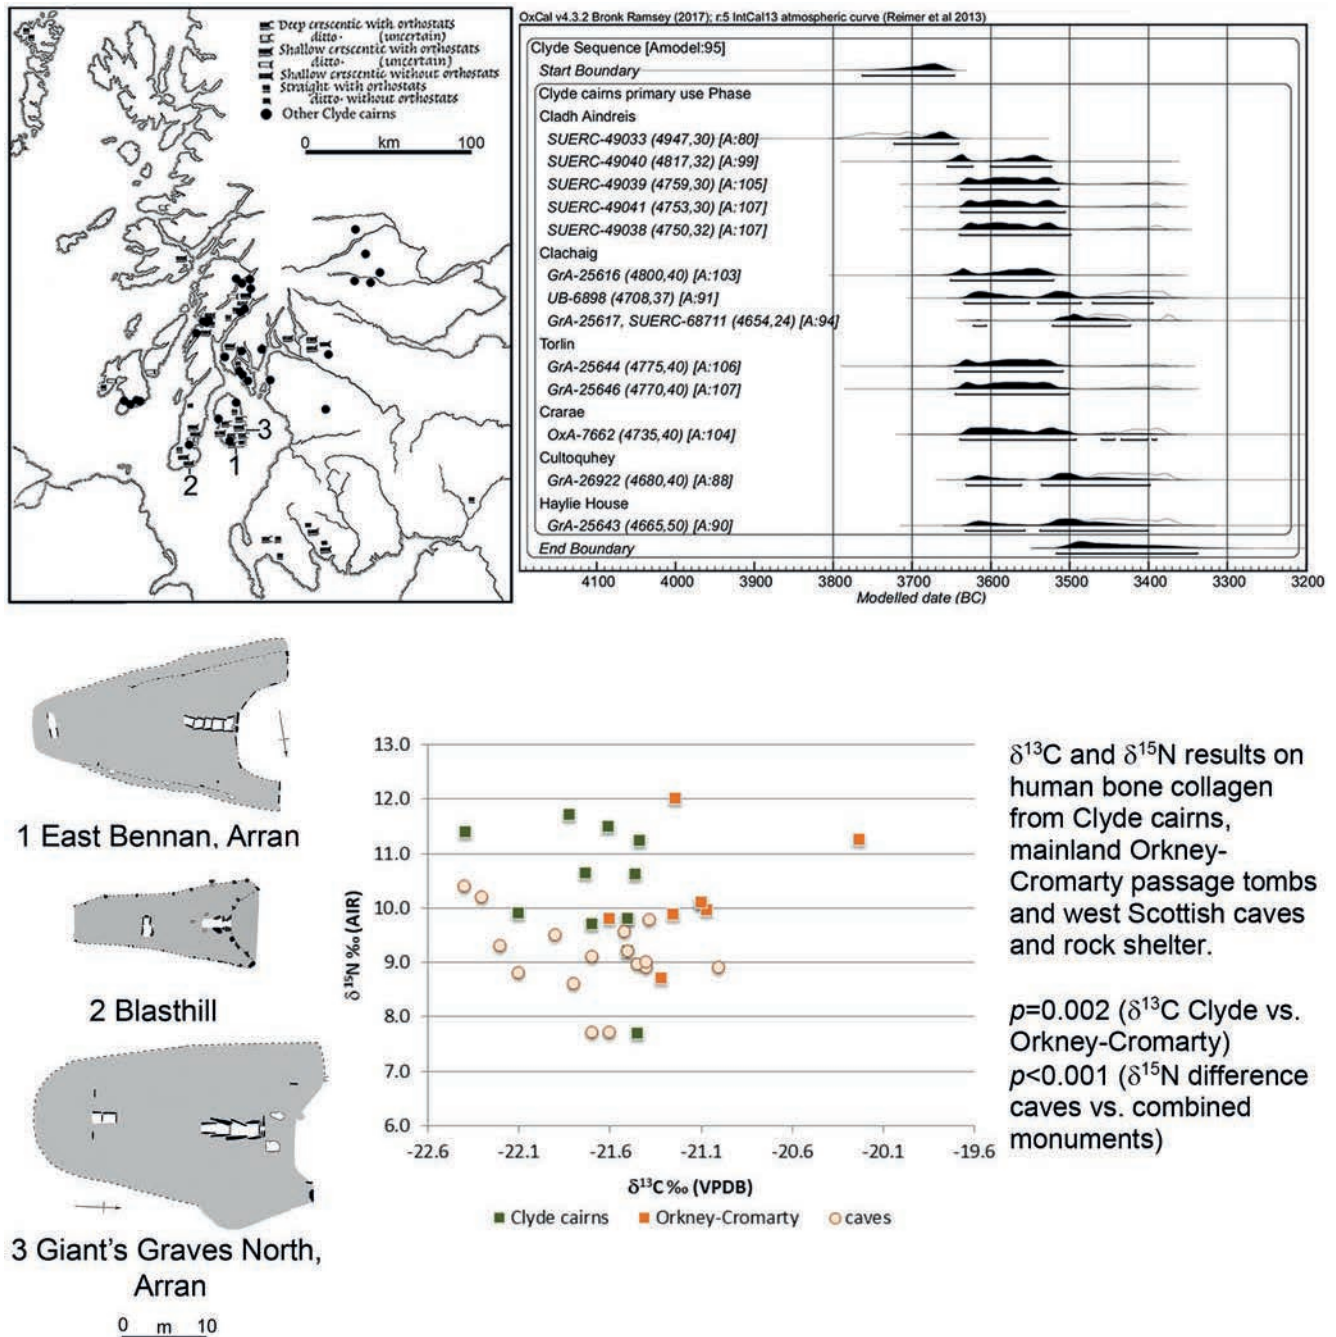 Deep crescentic with orthostats
ditto· (uncertain)
Shallow crescentic with orthostats
ditto· (uncertain)
Shallow crescentic without orthostats
Straight with orthostats
ditto· without orthostats
Other Clyde cairns
0 km 100
3
1
2
OxCal v4.3.2 Bronk Ramsey (2017); r:5 IntCal13 atmospheric curve (Reimer et al 2013)
Clyde Sequence [Amodel:95]
Start Boundary
Clyde cairns primary use Phase
Cladh Aindreis
SUERC-49033 (4947,30) [A:80]
SUERC-49040 (4817,32) [A:99]
SUERC-49039 (4759,30) [A:105]
SUERC-49041 (4753,30) [A:107]
SUERC-49038 (4750,32) [A:107]
Clachaig
GrA-25616 (4800,40) [A:103]
UB-6898 (4708,37) [A:91]
GrA-25617, SUERC-68711 (4654,24) [A:94]
Torlin
GrA-25644 (4775,40) [A:106]
GrA-25646 (4770,40) [A:107]
Crarae
OxA-7662 (4735,40) [A:104]
Cultoquhey
GrA-26922 (4680,40) [A:88]
Haylie House
GrA-25643 (4665,50) [A:90]
End Boundary
4100 4000 3900 3800 3700 3600 3500 3400 3300 3200
Modelled date (BC)
1 East Bennan, Arran
2 Blasthill
3 Giant's Graves North,
Arran
0 m 10
13.0
12.0
11.0
10.0
9.0
8.0
7.0
6.0
δ15N ‰ (AIR)
-22.6 -22.1 -21.6 -21.1 -20.6 -20.1 -19.6
δ13C ‰ (VPDB)
Clyde cairns Orkney-Cromarty caves
δ13C and δ15N results on
human bone collagen
from Clyde cairns,
mainland Orkney-
Cromarty passage tombs
and west Scottish caves
and rock shelter.
p=0.002 (δ13C Clyde vs.
Orkney-Cromarty)
p<0.001 (δ15N difference
caves vs. combined
monuments)